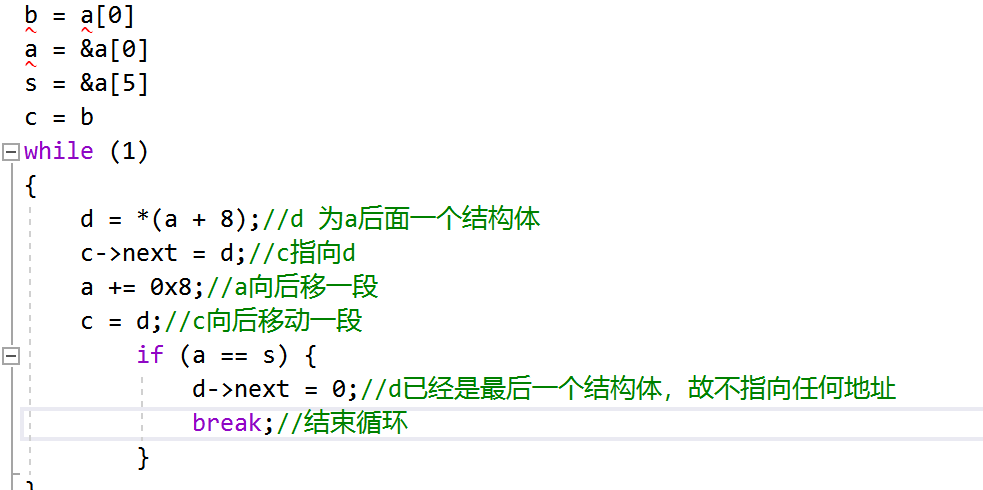 b = a[0]
a = &a[0]
s = &a[5]
c = b
while (1)
{
d = *(a + 8);//d 为a后面一个结构体
c->next = d;//c指向d
a += 0x8;//a向后移一段
c = d;//c向后移动一段
if (a == s) {
d->next = 0;//d已经是最后一个结构体，故不指向任何地址
break;//结束循环
}
}